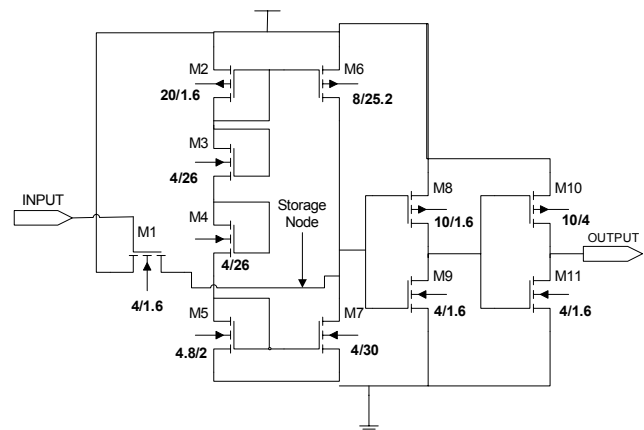 M2
20/1.6
M6
8/25.2
M3
4/26
M4
4/26
Storage
Node
INPUT
M1
4/1.6
M8
10/1.6
M10
10/4
OUTPUT
M9
4/1.6
M11
4/1.6
M5
4.8/2
M7
4/30